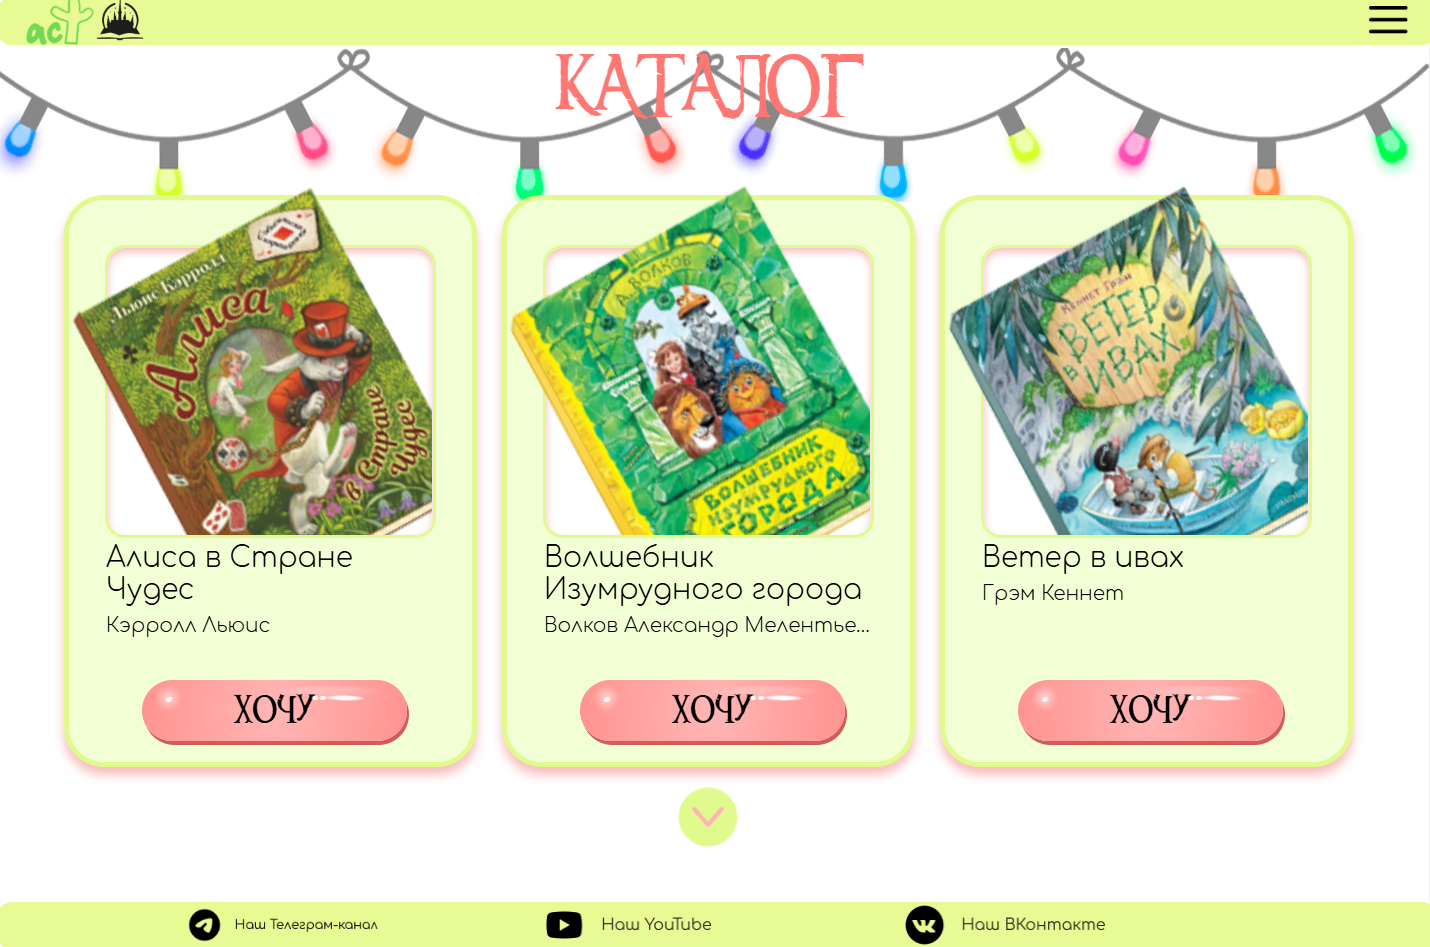 аст
КАТАЛОГ
Льюис Кэрролл
Алиса
в Стране
Чудес
А. ВОЛКОВ
ВОЛШЕБНИК
ИЗУМРУДНОГО
ГОРОДА
КЕННЕТ ГРЭМ
ВЕТЕР
В ИВАХ
Алиса в Стране
Чудес
Кэрролл Льюис
ХОЧУ
Волшебник
Изумрудного города
Волков Александр Мелентье...
ХОЧУ
Ветер в ивах
Грэм Кеннет
ХОЧУ
Наш Телеграм-канал
Наш YouTube
Наш ВКонтакте